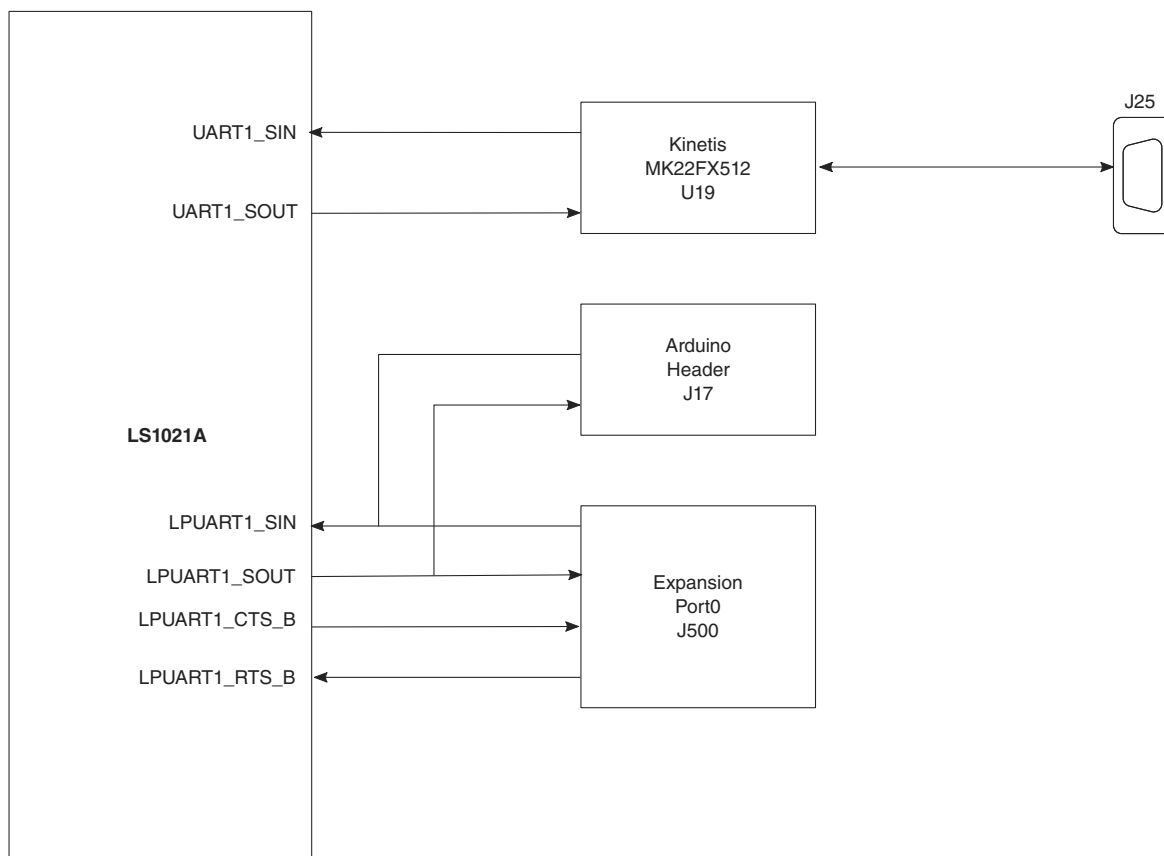 J25
UART1_SIN
Kinetis
MK22FX512
U19
UART1_SOUT
Arduino
Header
J17
LS1021A
LPUART1_SIN
LPUART1_SOUT
LPUART1_CTS_B
LPUART1_RTS_B
Expansion
Port0
J500